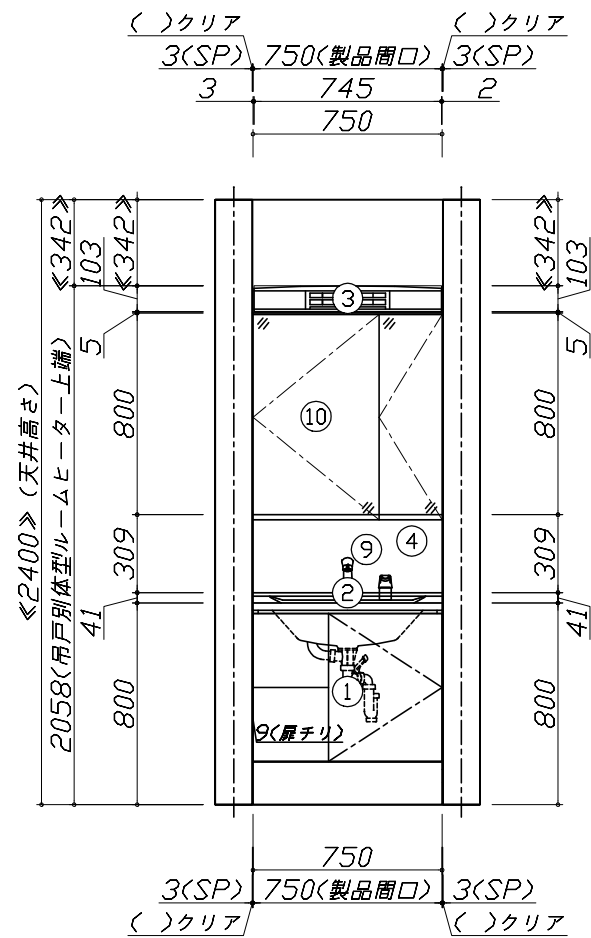 ( )クリア ( )クリア
3(SP) 750(製品間口) 3(SP)
3 745 2
750
≪342≫ ≪342≫ ≪342≫
103 103
3
5 5
≪2400≫(天井高さ)
2058(吊戸別体型ルームヒーター上端)
800 800
10
309 9 4 309
2
41 41
800 1 800
9(扉チリ)
750
3(SP) 750(製品間口) 3(SP)
( )クリア ( )クリア